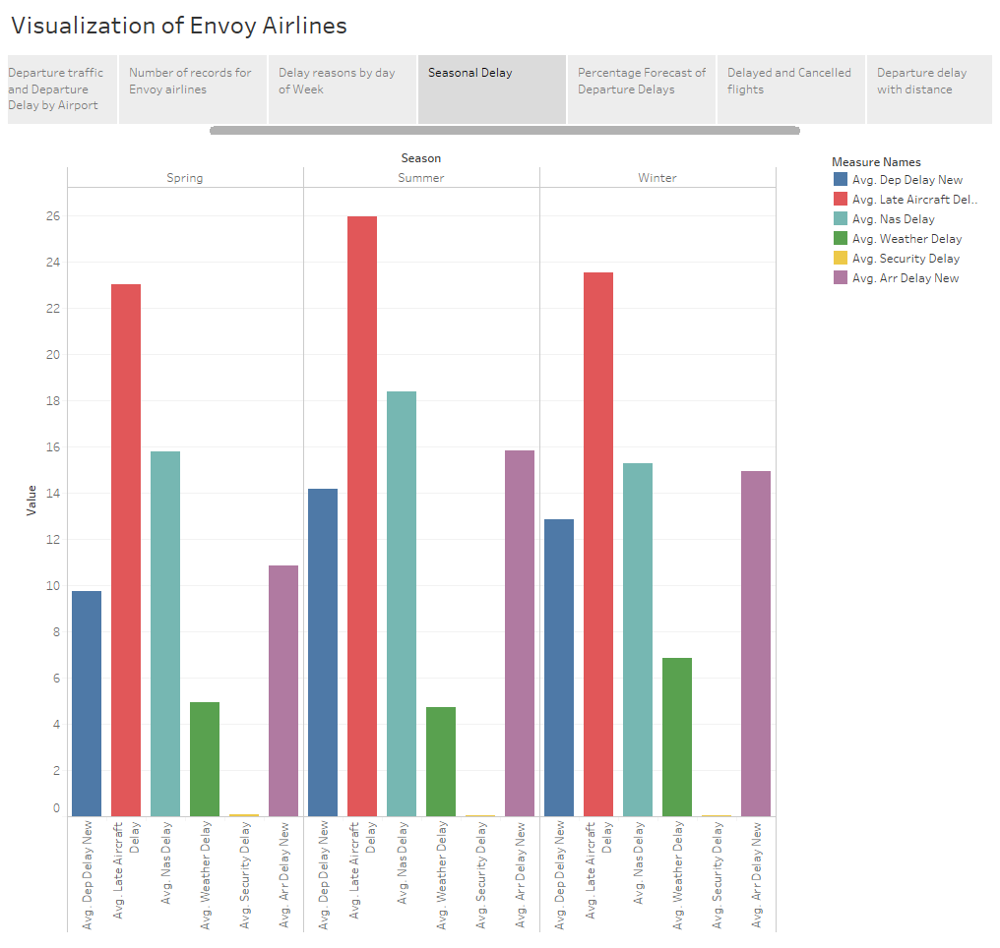 Visualization of Envoy Airlines
Departure traffic
and Departure
Delay by Airport
Number of records for
Envoy airlines
Delay reasons by day
of Week
Seasonal Delay
Percentage Forecast of
Departure Delays
Delayed and Cancelled
flights
Departure delay
with distance
Season
Spring
Summer
Winter
Measure Names
Avg. Dep Delay New
Avg. Late Aircraft Del..
Avg. Nas Delay
Avg. Weather Delay
Avg. Security Delay
Avg. Arr Delay New
Value
26
24
22
20
18
16
14
12
10
8
6
4
2
0
Avg. Dep Delay New
Avg. Late Aircraft
Delay
Avg. Nas Delay
Avg. Weather Delay
Avg. Security Delay
Avg. Arr Delay New
Avg. Dep Delay New
Avg. Late Aircraft
Delay
Avg. Nas Delay
Avg. Weather Delay
Avg. Security Delay
Avg. Arr Delay New
Avg. Dep Delay New
Avg. Late Aircraft
Delay
Avg. Nas Delay
Avg. Weather Delay
Avg. Security Delay
Avg. Arr Delay New